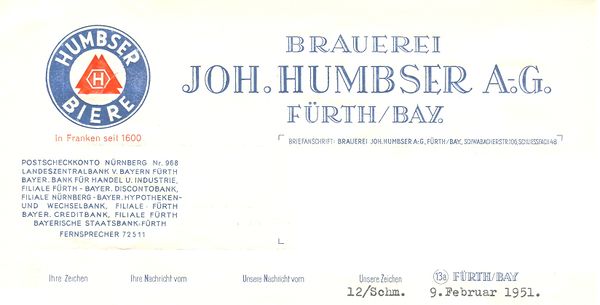 HUMBSER
H
BIERE
In Franken seit 1600
BRAUEREI
JOH. HUMBSER A.-G.
FÜRTH/BAY.
BRIEFANSCHRIFT: BRAUEREI JOH. HUMBSER A.-G., FÜRTH/BAY., SCHWABACHERSTR. 106, SCHLIESSFACH 48
POSTSCHECKKONTO NÜRNBERG Nr. 968
LANDESZENTRALBANK V. BAYERN FÜRTH
BAYER. BANK FÜR HANDEL U. INDUSTRIE,
FILIALE FÜRTH - BAYER. DISCONTOBANK,
FILIALE NÜRNBERG - BAYER. HYPOTHEKEN-
UND WECHSELBANK, FILIALE FÜRTH
BAYER. CREDITBANK, FILIALE FÜRTH
BAYERISCHE STAATSBANK-FÜRTH
FERNSPRECHER 72511
Ihre Zeichen Ihre Nachricht vom Unsere Nachricht vom Unsere Zeichen 13a FÜRTH/BAY
12/Schm. 9.Februar 1951.